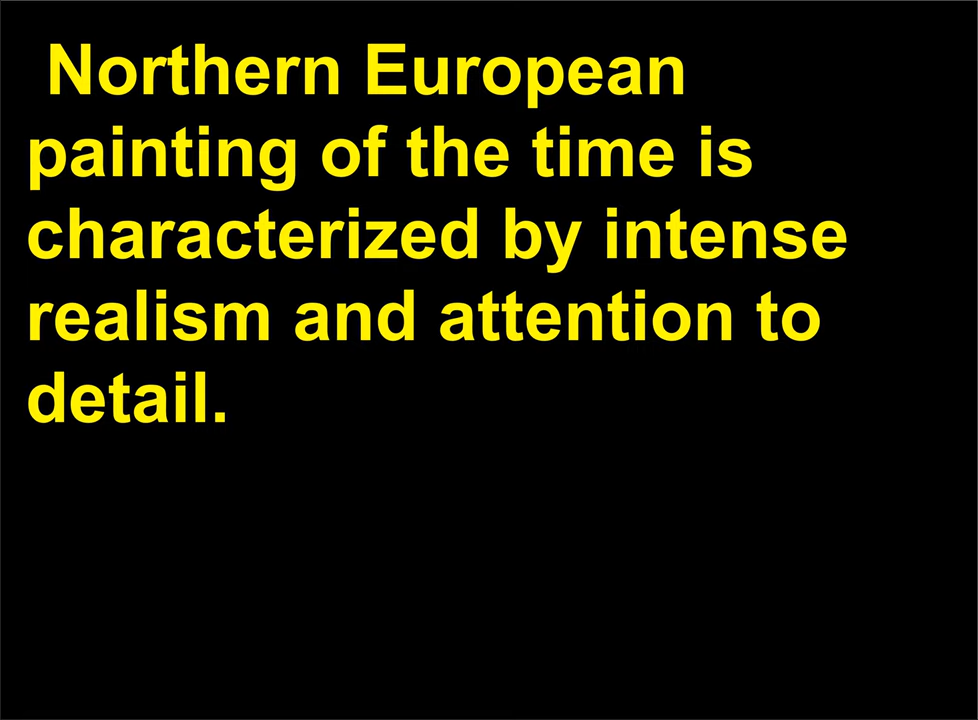 Northern European
painting of the time is
characterized by intense
realism and attention to
detail.